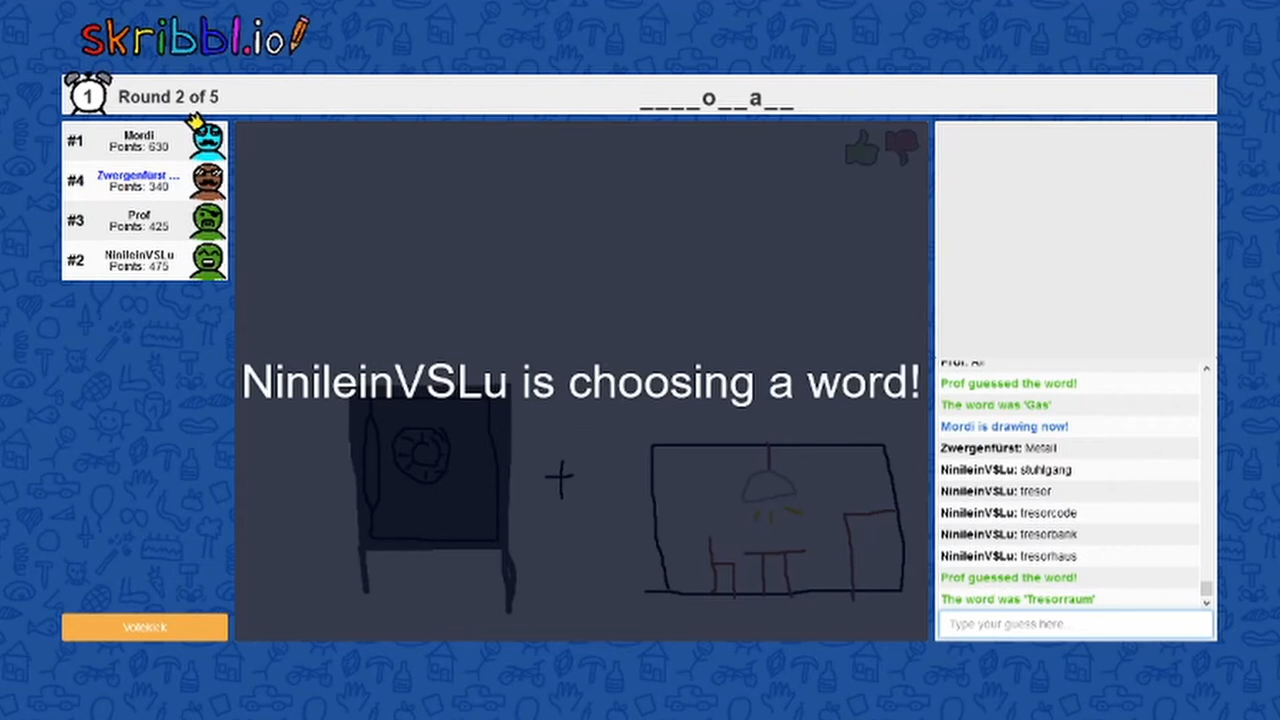 skribbl.io
1
Round 2 of 5
____o__a__
#1
Mordi
Points: 630
#4
Zwergenfürst ...
Points: 340
#3
Prof
Points: 425
#2
NinileinVSLu
Points: 475
Votekick
NinileinVSLu is choosing a word!
+
Prof guessed the word!
The word was 'Gas'
Mordi is drawing now!
Zwergenfürst: Metall
NinileinVSLu: stuhlgang
NinileinVSLu: tresor
NinileinVSLu: tresorcode
NinileinVSLu: tresorbank
NinileinVSLu: tresorhaus
Prof guessed the word!
The word was 'Tresorraum'
Type your guess here...